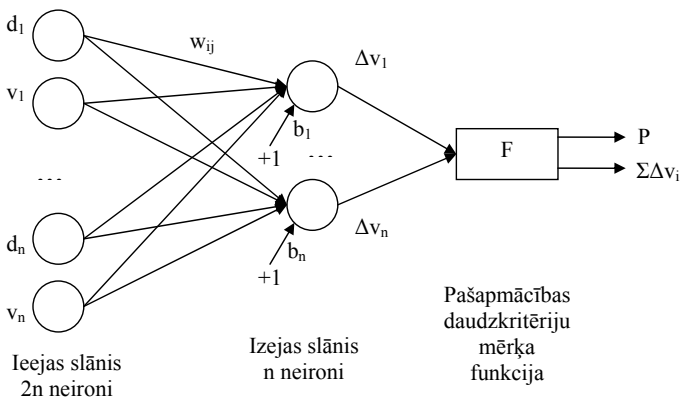 d₁
v₁
- - -
dₙ
vₙ
wᵢⱼ
Δv₁
b₁
+1
- - -
Δvₙ
bₙ
+1
F
P
ΣΔvᵢ
Ieejas slānis
2n neironi
Izejas slānis
n neironi
Pašapmācības
daudzkritēriju
mērķa
funkcija